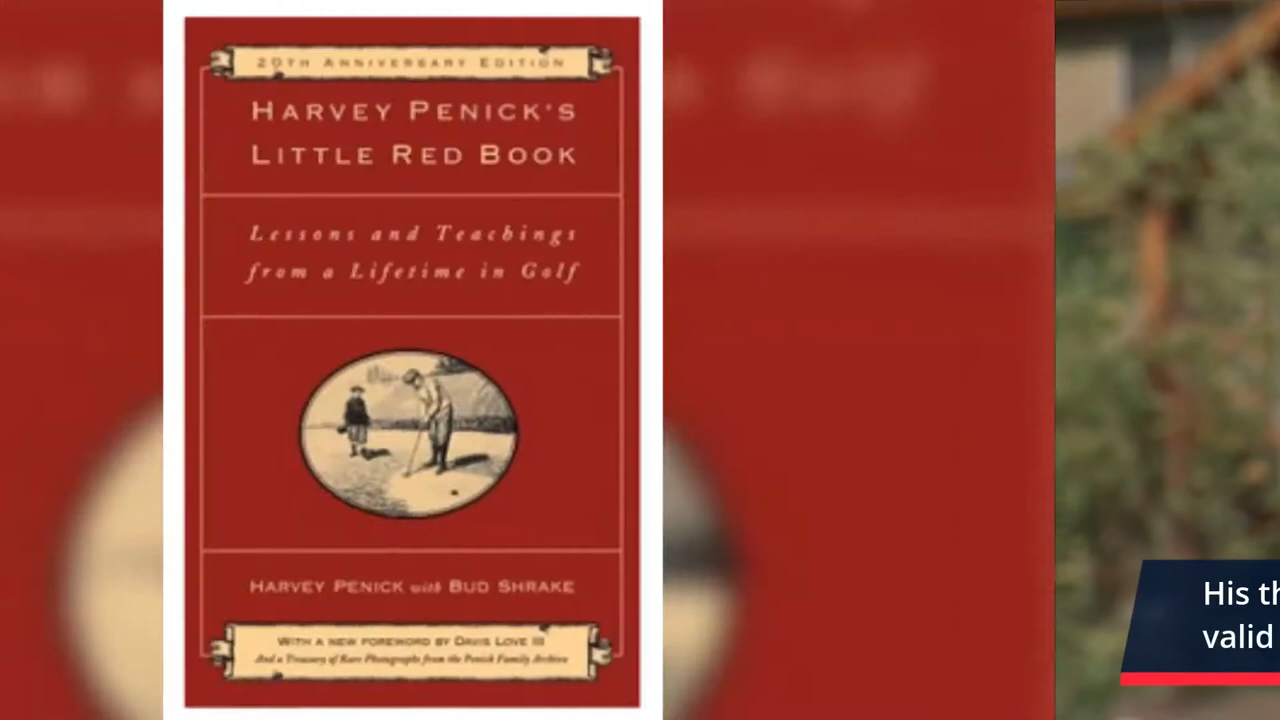 20TH ANNIVERSARY EDITION
HARVEY PENICK'S
LITTLE RED BOOK
Lessons and Teachings
from a Lifetime in Golf
HARVEY PENICK with BUD SHRAKE
WITH A NEW FOREWORD BY DAVIS LOVE III
And a Treasury of Rare Photographs from the Penick Family Archive
His th
valid